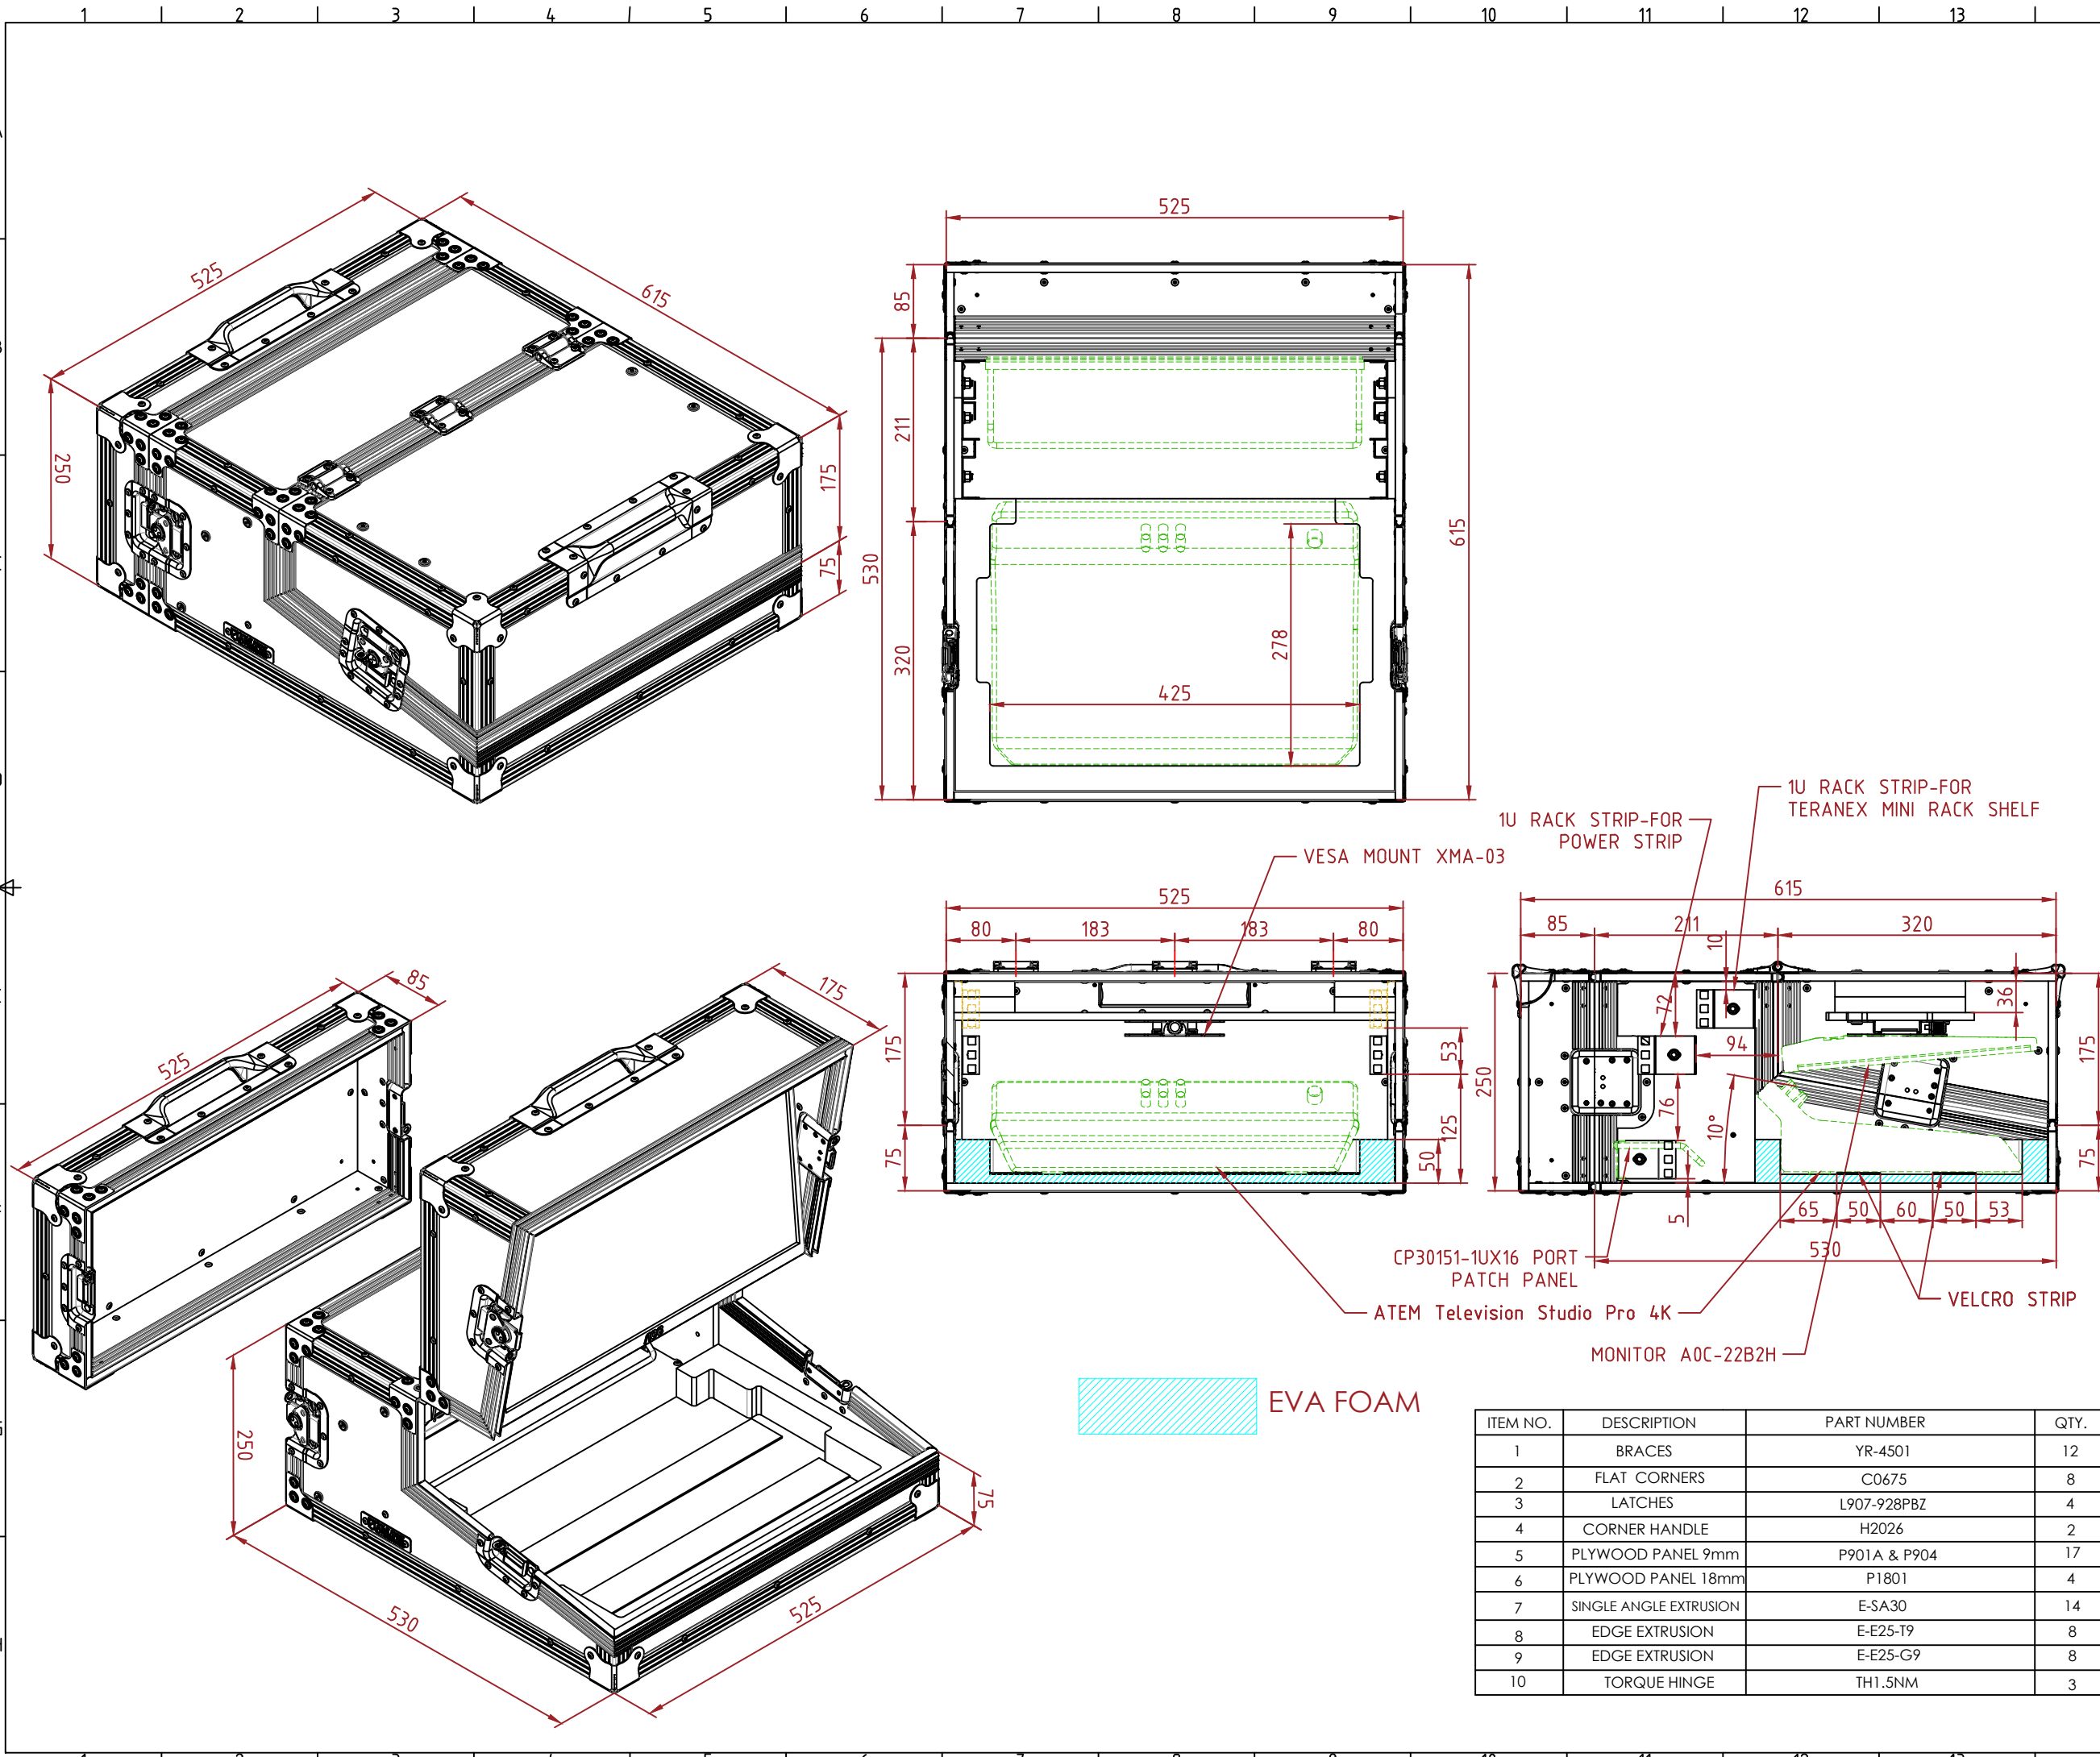 1 2 3 4 5 6 7 8 9 10 11 12 13
525
615
250
175
75
525
85
211
530
320
615
278
425
1U RACK STRIP-FOR
TERANEX MINI RACK SHELF
1U RACK STRIP-FOR
POWER STRIP
VESA MOUNT XMA-03
525
80 183 183 80
175
75
53
125
50
615
85 211 320
10
72
36
94
250
175
76
10°
75
5
65 50 60 50 53
530
CP30151-1UX16 PORT
PATCH PANEL
ATEM Television Studio Pro 4K
VELCRO STRIP
MONITOR AOC-22B2H
85
525
175
250
75
530
525
EVA FOAM
ITEM NO. DESCRIPTION PART NUMBER QTY.
1 BRACES YR-4501 12
2 FLAT CORNERS C0675 8
3 LATCHES L907-928PBZ 4
4 CORNER HANDLE H2026 2
5 PLYWOOD PANEL 9mm P901A & P904 17
6 PLYWOOD PANEL 18mm P1801 4
7 SINGLE ANGLE EXTRUSION E-SA30 14
8 EDGE EXTRUSION E-E25-T9 8
9 EDGE EXTRUSION E-E25-G9 8
10 TORQUE HINGE TH1.5NM 3